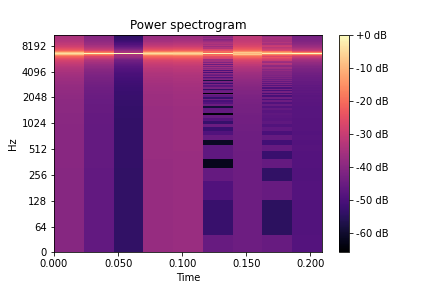 Power spectrogram
8192
4096
2048
1024
512
256
128
64
0
Hz
0.000 0.050 0.100 0.150 0.200
Time
+0 dB
-10 dB
-20 dB
-30 dB
-40 dB
-50 dB
-60 dB